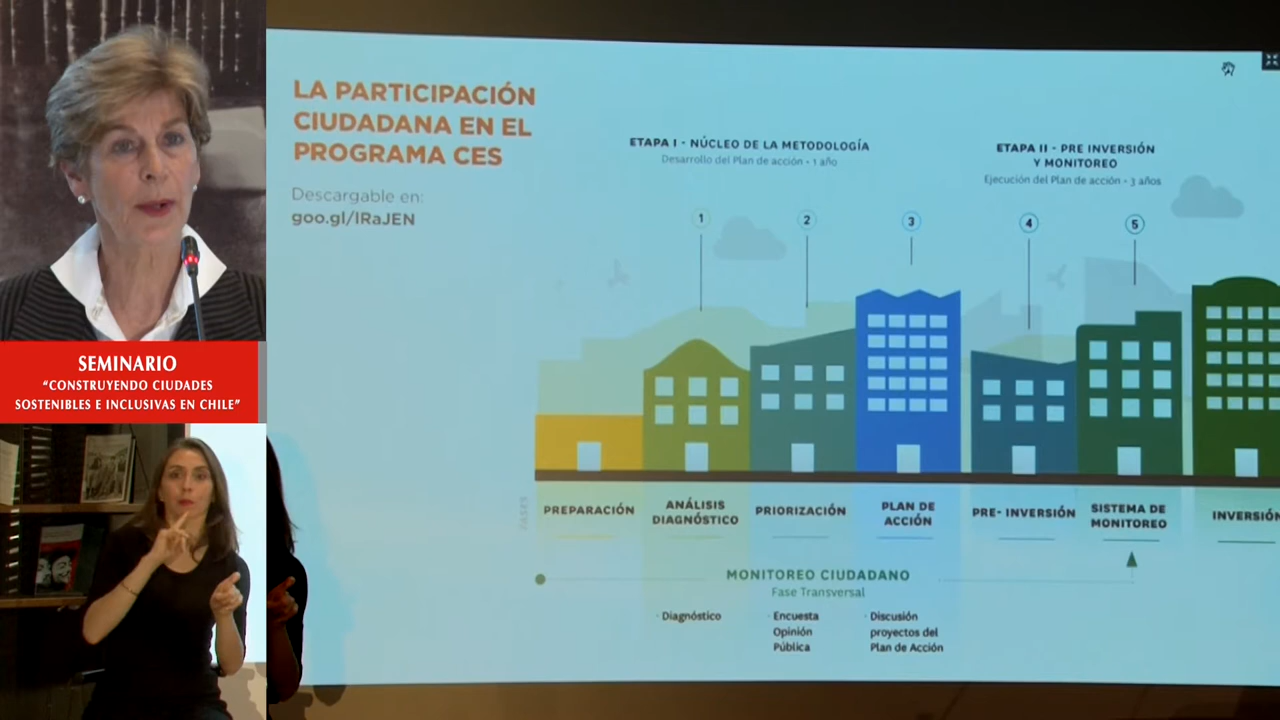 SEMINARIO
“CONSTRUYENDO CIUDADES
SOSTENIBLES E INCLUSIVAS EN CHILE”
LA PARTICIPACIÓN
CIUDADANA EN EL
PROGRAMA CES
Descargable en:
goo.gl/lRaJEN
ETAPA I - NÚCLEO DE LA METODOLOGÍA
Desarrollo del Plan de acción - 1 año
ETAPA II - PRE INVERSIÓN
Y MONITOREO
Ejecución del Plan de acción - 3 años
1
2
3
4
5
FASES
PREPARACIÓN
ANÁLISIS
DIAGNÓSTICO
PRIORIZACIÓN
PLAN DE
ACCIÓN
PRE- INVERSIÓN
SISTEMA DE
MONITOREO
INVERSIÓN
MONITOREO CIUDADANO
Fase Transversal
· Diagnóstico
· Encuesta
Opinión
Pública
· Discusión
proyectos del
Plan de Acción